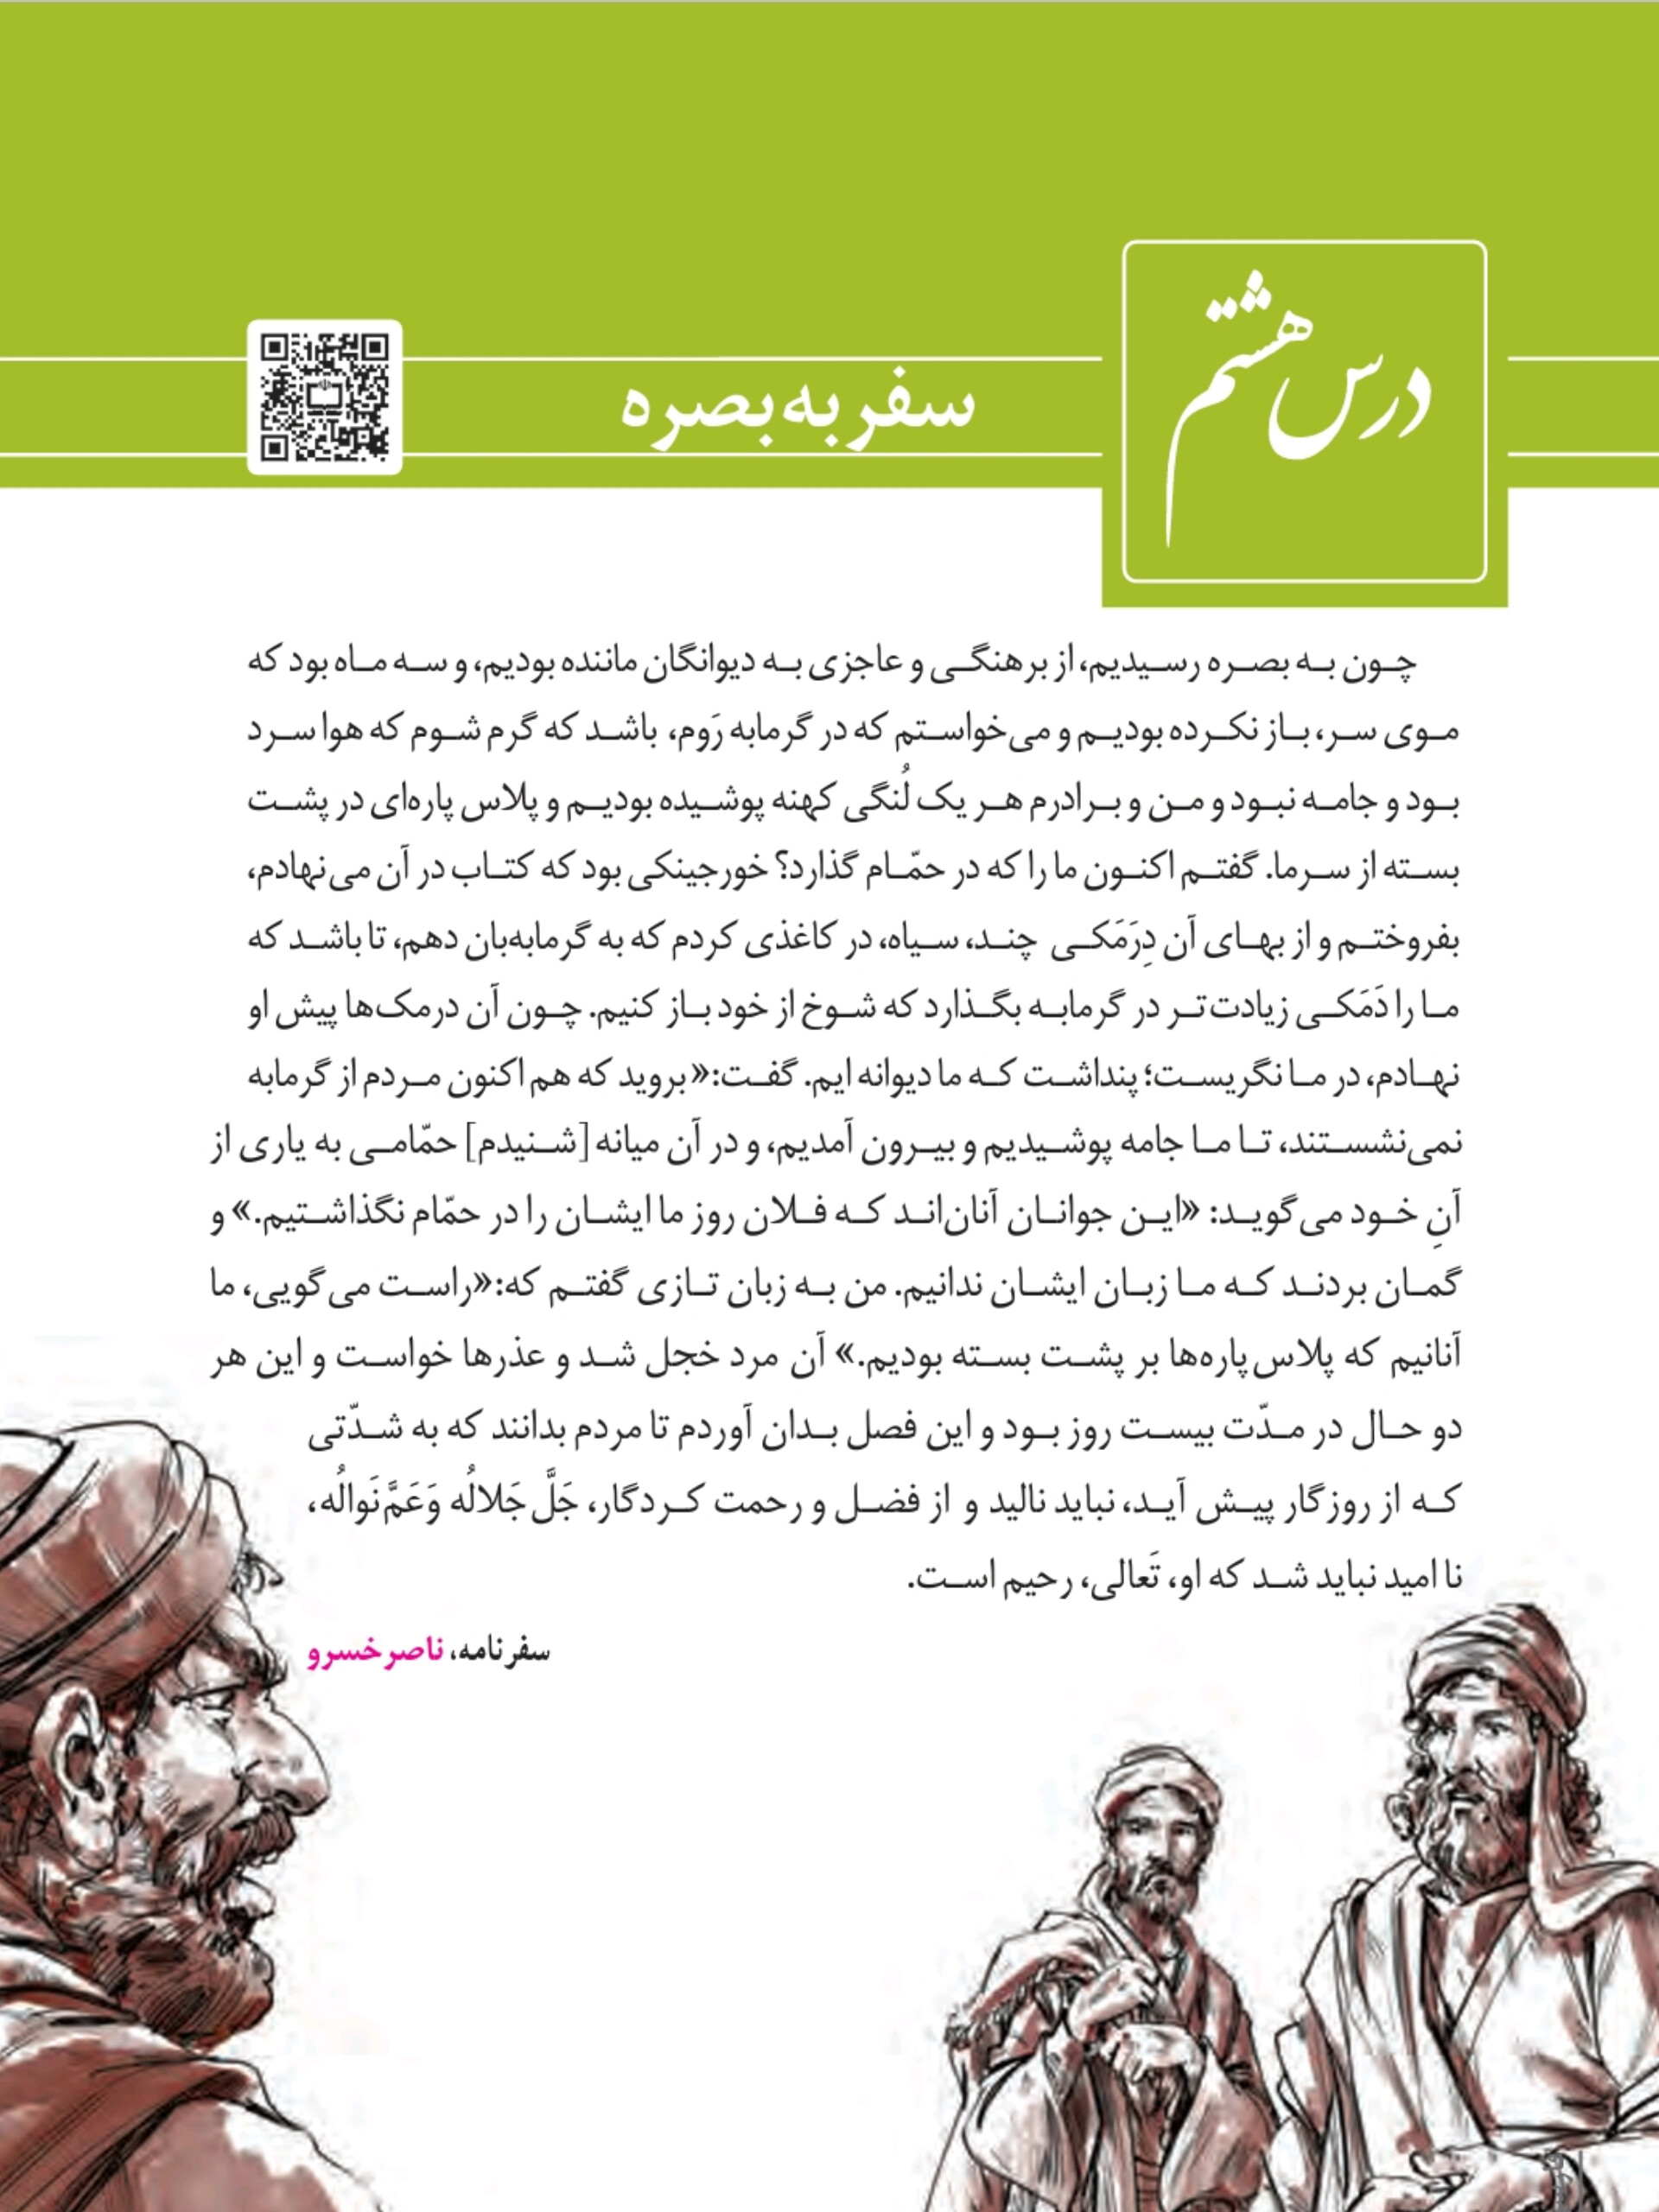 درس هشتم
سفر به بصره
چون به بصره رسیدیم، از برهنگی و عاجزی به دیوانگان ماننده بودیم، و سه ماه بود که
موی سر، باز نکرده بودیم و می‌خواستم که در گرمابه رَوم، باشد که گرم شوم که هوا سرد
بود و جامه نبود و من و برادرم هر یک لُنگی کهنه پوشیده بودیم و پلاس پاره‌ای در پشت
بسته از سرما. گفتم اکنون ما را که در حمّام گذارد؟ خورجینکی بود که کتاب در آن می‌نهادم،
بفروختم و از بهای آن دِرَمَکی چند، سیاه، در کاغذی کردم که به گرمابه‌بان دهم، تا باشد که
ما را دَمَکی زیادت‌تر در گرمابه بگذارد که شوخ از خود باز کنیم. چون آن درمک‌ها پیش او
نهادم، در ما نگریست؛ پنداشت که ما دیوانه ایم. گفت:«بروید که هم اکنون مردم از گرمابه
نمی‌نشستند، تا ما جامه پوشیدیم و بیرون آمدیم، و در آن میانه [شنیدم] حمّامی به یاری از
آنِ خود می‌گوید: «این جوانان آنان‌اند که فلان روز ما ایشان را در حمّام نگذاشتیم.» و
گمان بردند که ما زبان ایشان ندانیم. من به زبان تازی گفتم که:«راست می‌گویی، ما
آنانیم که پلاس‌پاره‌ها بر پشت بسته بودیم.» آن مرد خجل شد و عذرها خواست و این هر
دو حال در مدّت بیست روز بود و این فصل بدان آوردم تا مردم بدانند که به شدّتی
که از روزگار پیش آید، نباید نالید و از فضل و رحمت کردگار، جَلَّ جَلالُه وَعَمَّ نَوالُه،
ناامید نباید شد که او، تَعالی، رحیم است.
سفرنامه، ناصرخسرو